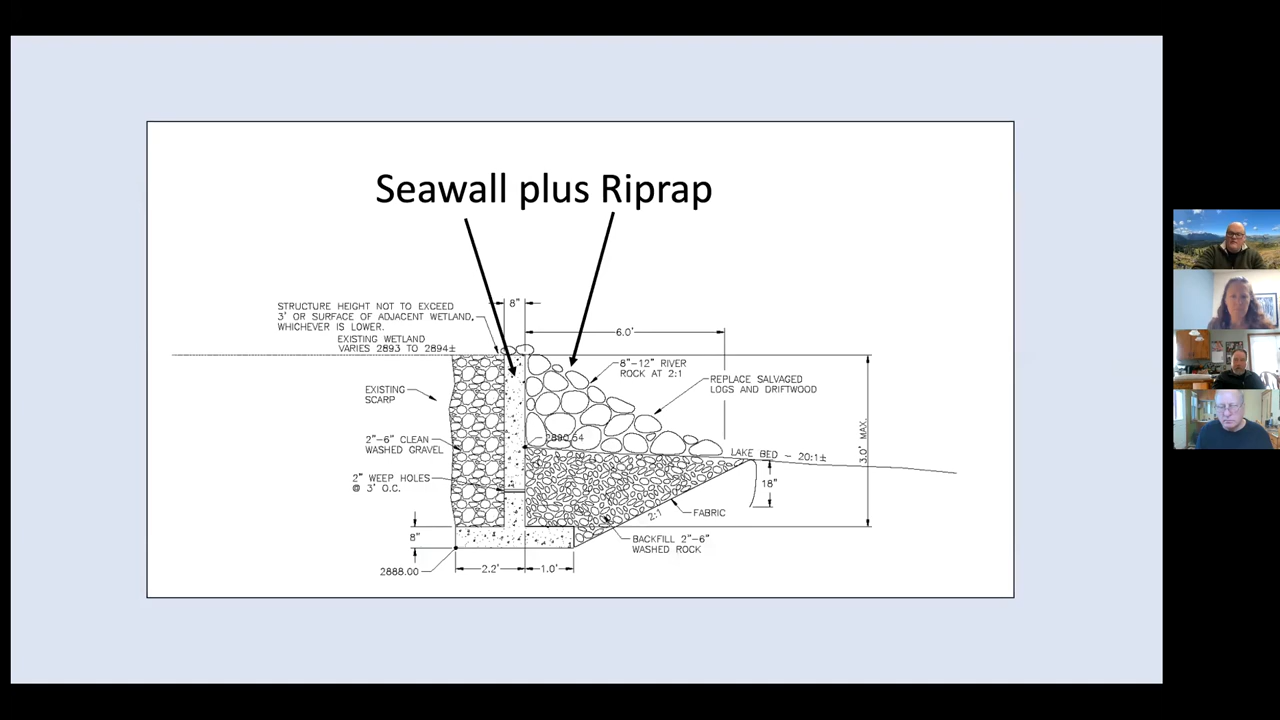 Seawall plus Riprap
8"
STRUCTURE HEIGHT NOT TO EXCEED
3' OR SURFACE OF ADJACENT WETLAND,
WHICHEVER IS LOWER.
6.0'
EXISTING WETLAND
VARIES 2893 TO 2894±
8"-12" RIVER
ROCK AT 2:1
REPLACE SALVAGED
LOGS AND DRIFTWOOD
EXISTING
SCARP
2"-6" CLEAN
WASHED GRAVEL
2890.54
3.0' MAX.
LAKE BED - 20:1±
2" WEEP HOLES
@ 3' O.C.
18"
FABRIC
2:1
8"
BACKFILL 2"-6"
WASHED ROCK
2888.00
2.2'
1.0'